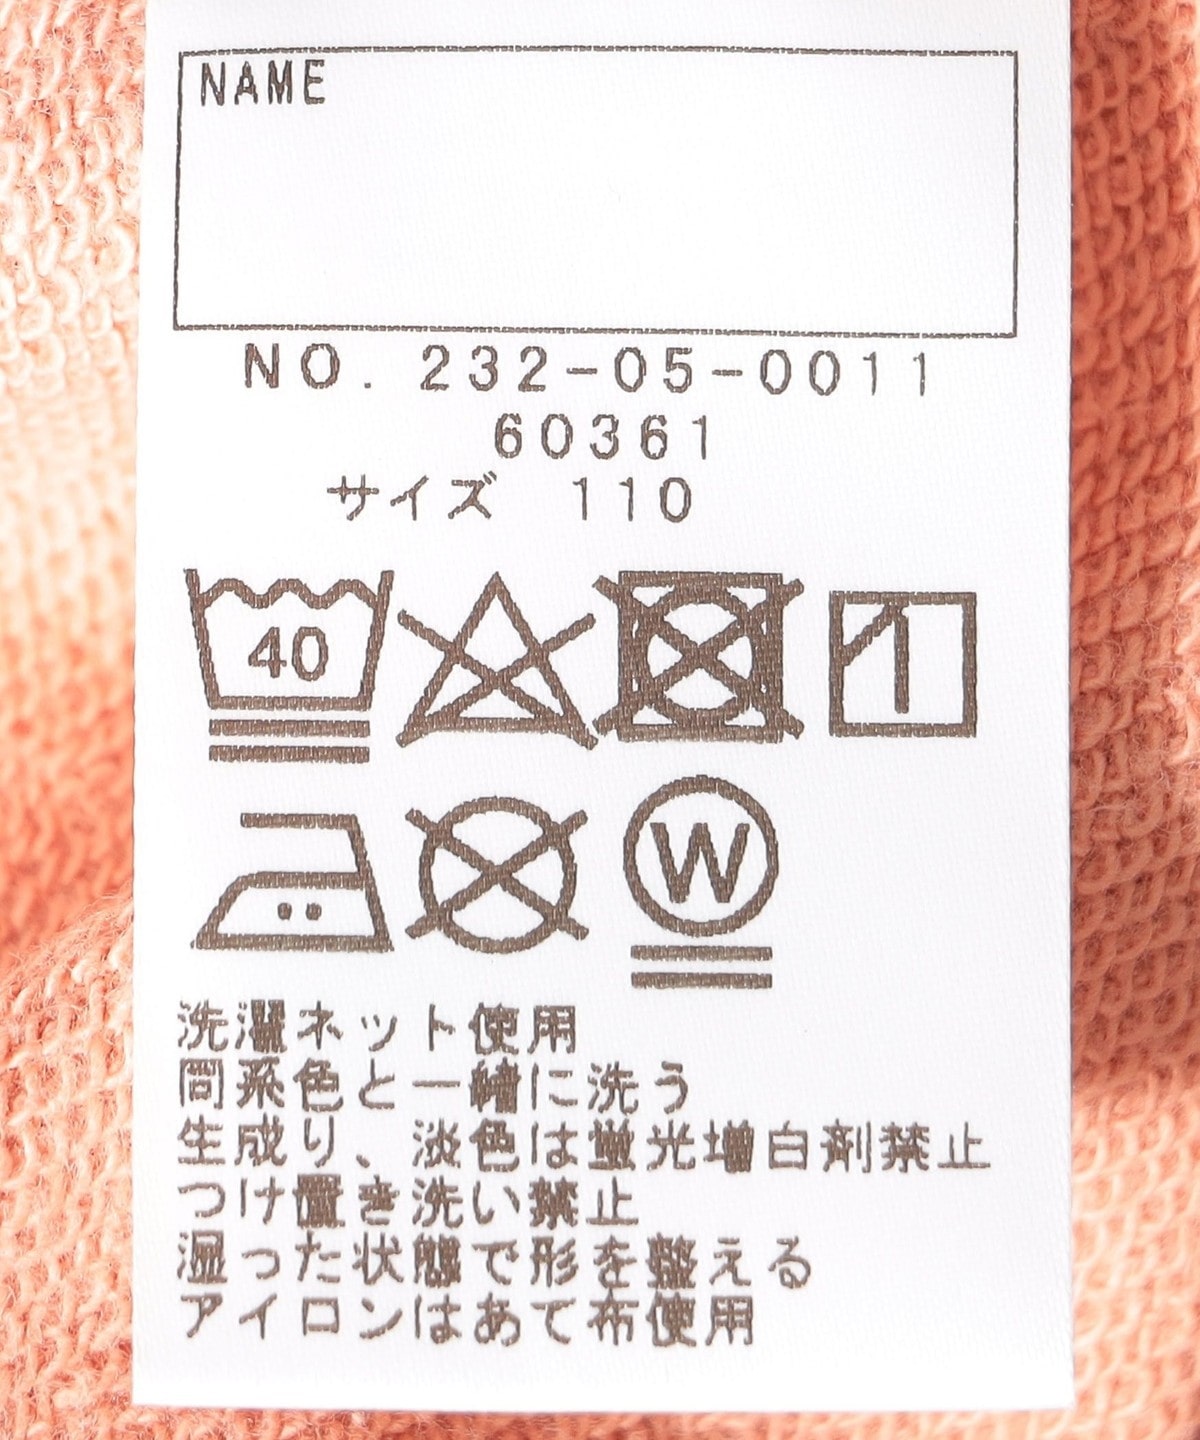 NAME
NO. 232-05-0011
60361
サイズ 110
40
W
洗濯ネット使用
同系色と一緒に洗う
生成り、淡色は蛍光増白剤禁止
つけ置き洗い禁止
湿った状態で形を整える
アイロンはあて布使用